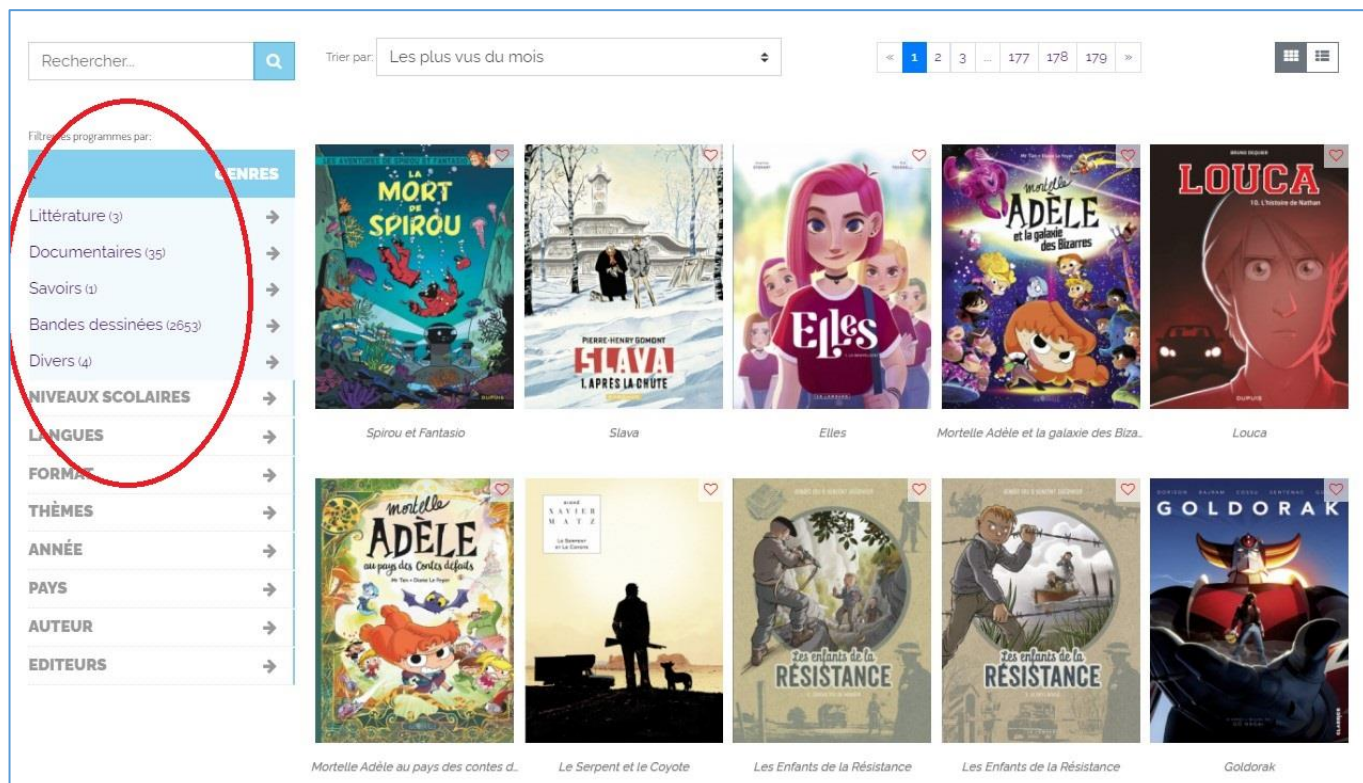 Rechercher...
Trier par: Les plus vus du mois
« 1 2 3 ... 177 178 179 »
Filtrer les programmes par:
GENRES
Littérature (3)
Documentaires (35)
Savoirs (1)
Bandes dessinées (2653)
Divers (4)
NIVEAUX SCOLAIRES
LANGUES
FORMAT
THÈMES
ANNÉE
PAYS
AUTEUR
EDITEURS
LES AVENTURES DE SPIROU ET FANTASIO
LA
MORT
DE
SPIROU
DUPUIS
Spirou et Fantasio
PIERRE-HENRY GOMONT
SLAVA
1. APRÈS LA CHUTE
Slava
Elles
Elles
Mr Tan + Diane Le Feyer
mortelle
ADÈLE
et la galaxie
des Bizarres
Mortelle Adèle et la galaxie des Biza...
BRUNO DEQUIER
LOUCA
10. L'histoire de Nathan
DUPUIS
Louca
mortelle
ADÈLE
au pays des Contes défaits
Mr Tan + Diane Le Feyer
Mortelle Adèle au pays des contes d...
XAVIER
MATZ
Le Serpent
et Le Coyote
Le Serpent et le Coyote
Les enfants de la
RÉSISTANCE
Les Enfants de la Résistance
Les enfants de la
RÉSISTANCE
Les Enfants de la Résistance
DORISON BAJRAM COSSU SENTENAC
GOLDORAK
Goldorak